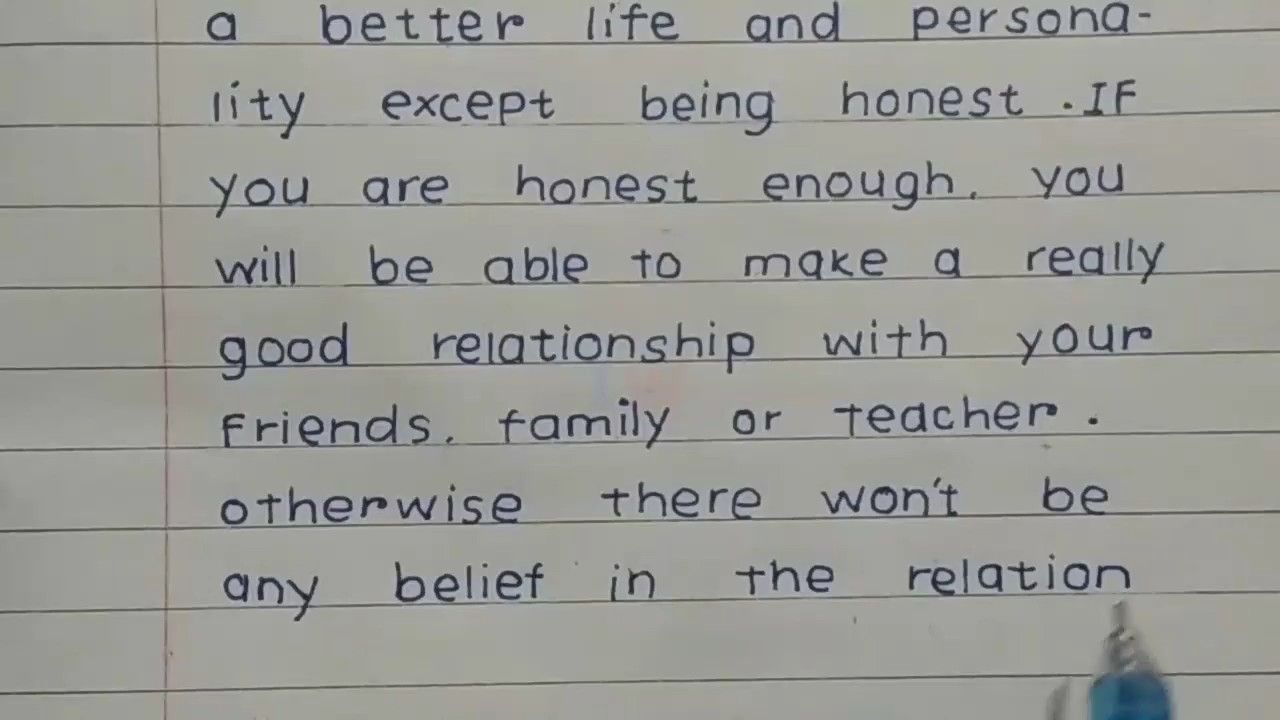 a better life and persona-
lity except being honest . IF
you are honest enough, you
will be able to make a really
good relationship with your
Friends, family or teacher .
otherwise there won't be
any belief in the relation